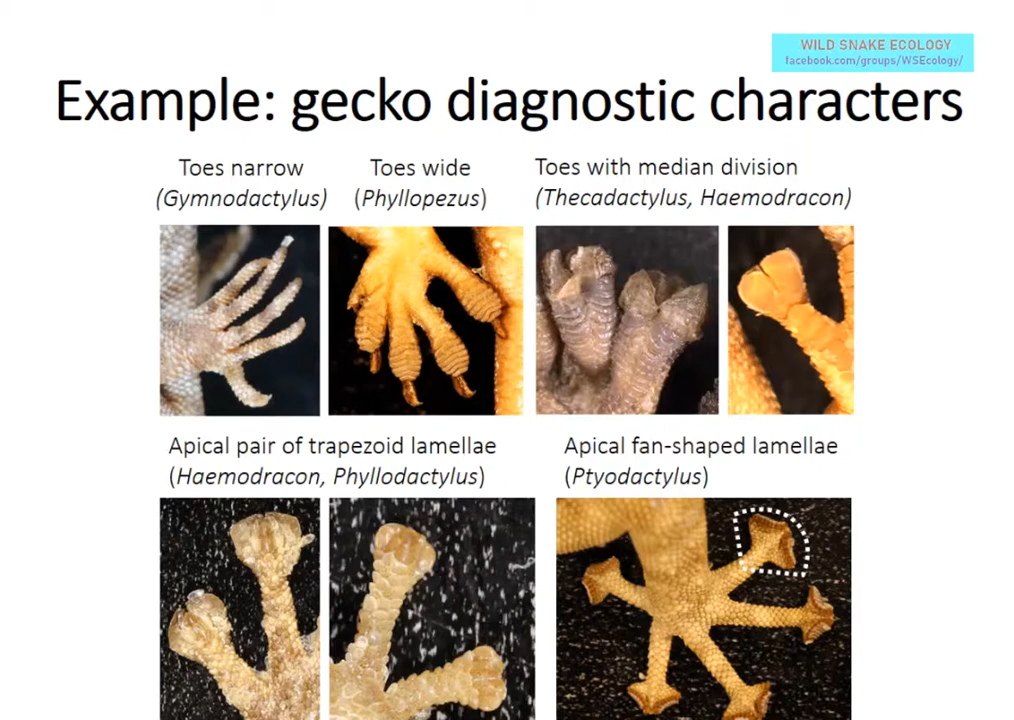 WILD SNAKE ECOLOGY
facebook.com/groups/WSEcology/
Example: gecko diagnostic characters
Toes narrow
(Gymnodactylus)
Toes wide
(Phyllopezus)
Toes with median division
(Thecadactylus, Haemodracon)
Apical pair of trapezoid lamellae
(Haemodracon, Phyllodactylus)
Apical fan-shaped lamellae
(Ptyodactylus)